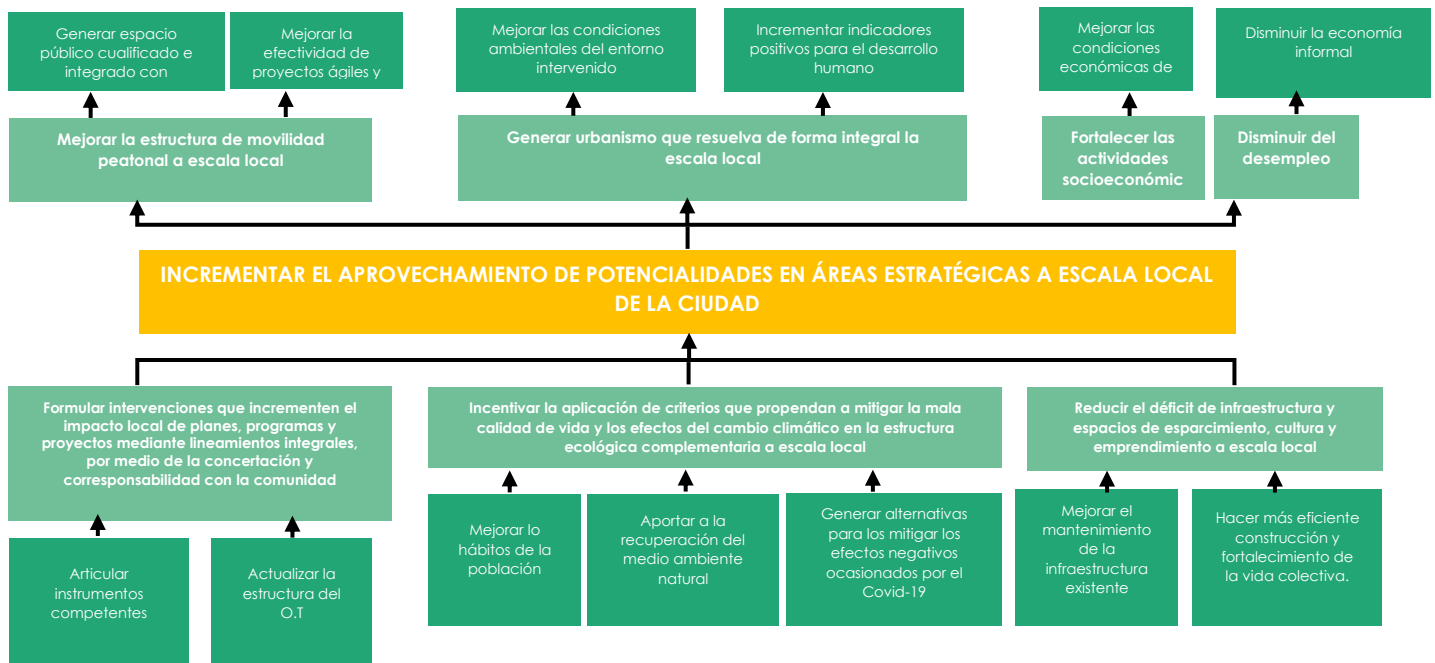 Generar espacio
público cualificado e
integrado con
Mejorar la
efectividad de
proyectos ágiles y
Mejorar las condiciones
ambientales del entorno
intervenido
Incrementar indicadores
positivos para el desarrollo
humano
Mejorar las
condiciones
económicas de
Disminuir la economía
informal
Mejorar la estructura de movilidad
peatonal a escala local
Generar urbanismo que resuelva de forma integral la
escala local
Fortalecer las
actividades
socioeconómic
Disminuir del
desempleo
INCREMENTAR EL APROVECHAMIENTO DE POTENCIALIDADES EN ÁREAS ESTRATÉGICAS A ESCALA LOCAL
DE LA CIUDAD
Formular intervenciones que incrementen el
impacto local de planes, programas y
proyectos mediante lineamientos integrales,
por medio de la concertación y
corresponsabilidad con la comunidad
Incentivar la aplicación de criterios que propendan a mitigar la mala
calidad de vida y los efectos del cambio climático en la estructura
ecológica complementaria a escala local
Reducir el déficit de infraestructura y
espacios de esparcimiento, cultura y
emprendimiento a escala local
Articular
instrumentos
competentes
Actualizar la
estructura del
O.T
Mejorar lo
hábitos de la
población
Aportar a la
recuperación del
medio ambiente
natural
Generar alternativas
para los mitigar los
efectos negativos
ocasionados por el
Covid-19
Mejorar el
mantenimiento
de la
infraestructura
existente
Hacer más eficiente
construcción y
fortalecimiento de
la vida colectiva.